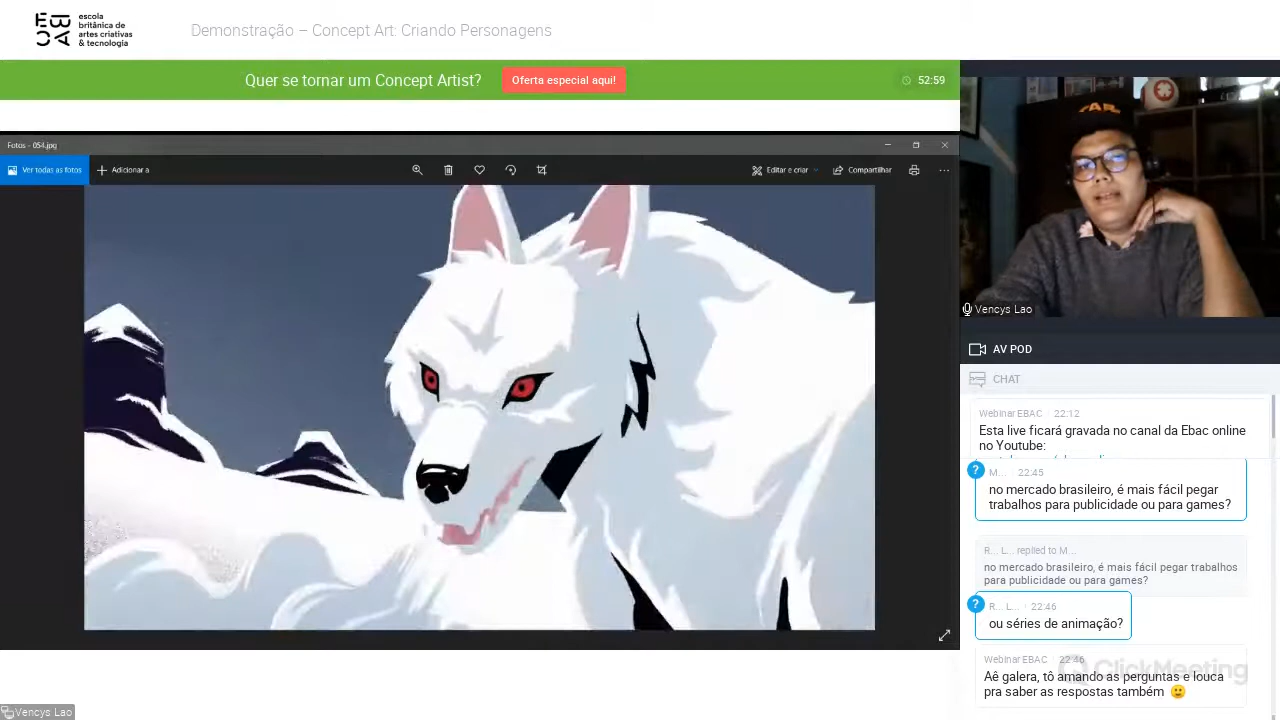 EBAC
escola
britânica de
artes criativas
& tecnologia
Demonstração – Concept Art: Criando Personagens
Quer se tornar um Concept Artist?
Oferta especial aqui!
52:59
Fotos - 054.jpg
Ver todas as fotos
Adicionar a
Editar e criar
Compartilhar
Vencys Lao
AV POD
CHAT
Webinar EBAC 22:12
Esta live ficará gravada no canal da Ebac online
no Youtube:
M... 22:45
no mercado brasileiro, é mais fácil pegar
trabalhos para publicidade ou para games?
R... L... replied to M...
no mercado brasileiro, é mais fácil pegar trabalhos
para publicidade ou para games?
R... L... 22:46
ou séries de animação?
Webinar EBAC 22:46
Aê galera, tô amando as perguntas e louca
pra saber as respostas também 🙂
ClickMeeting
Vencys Lao